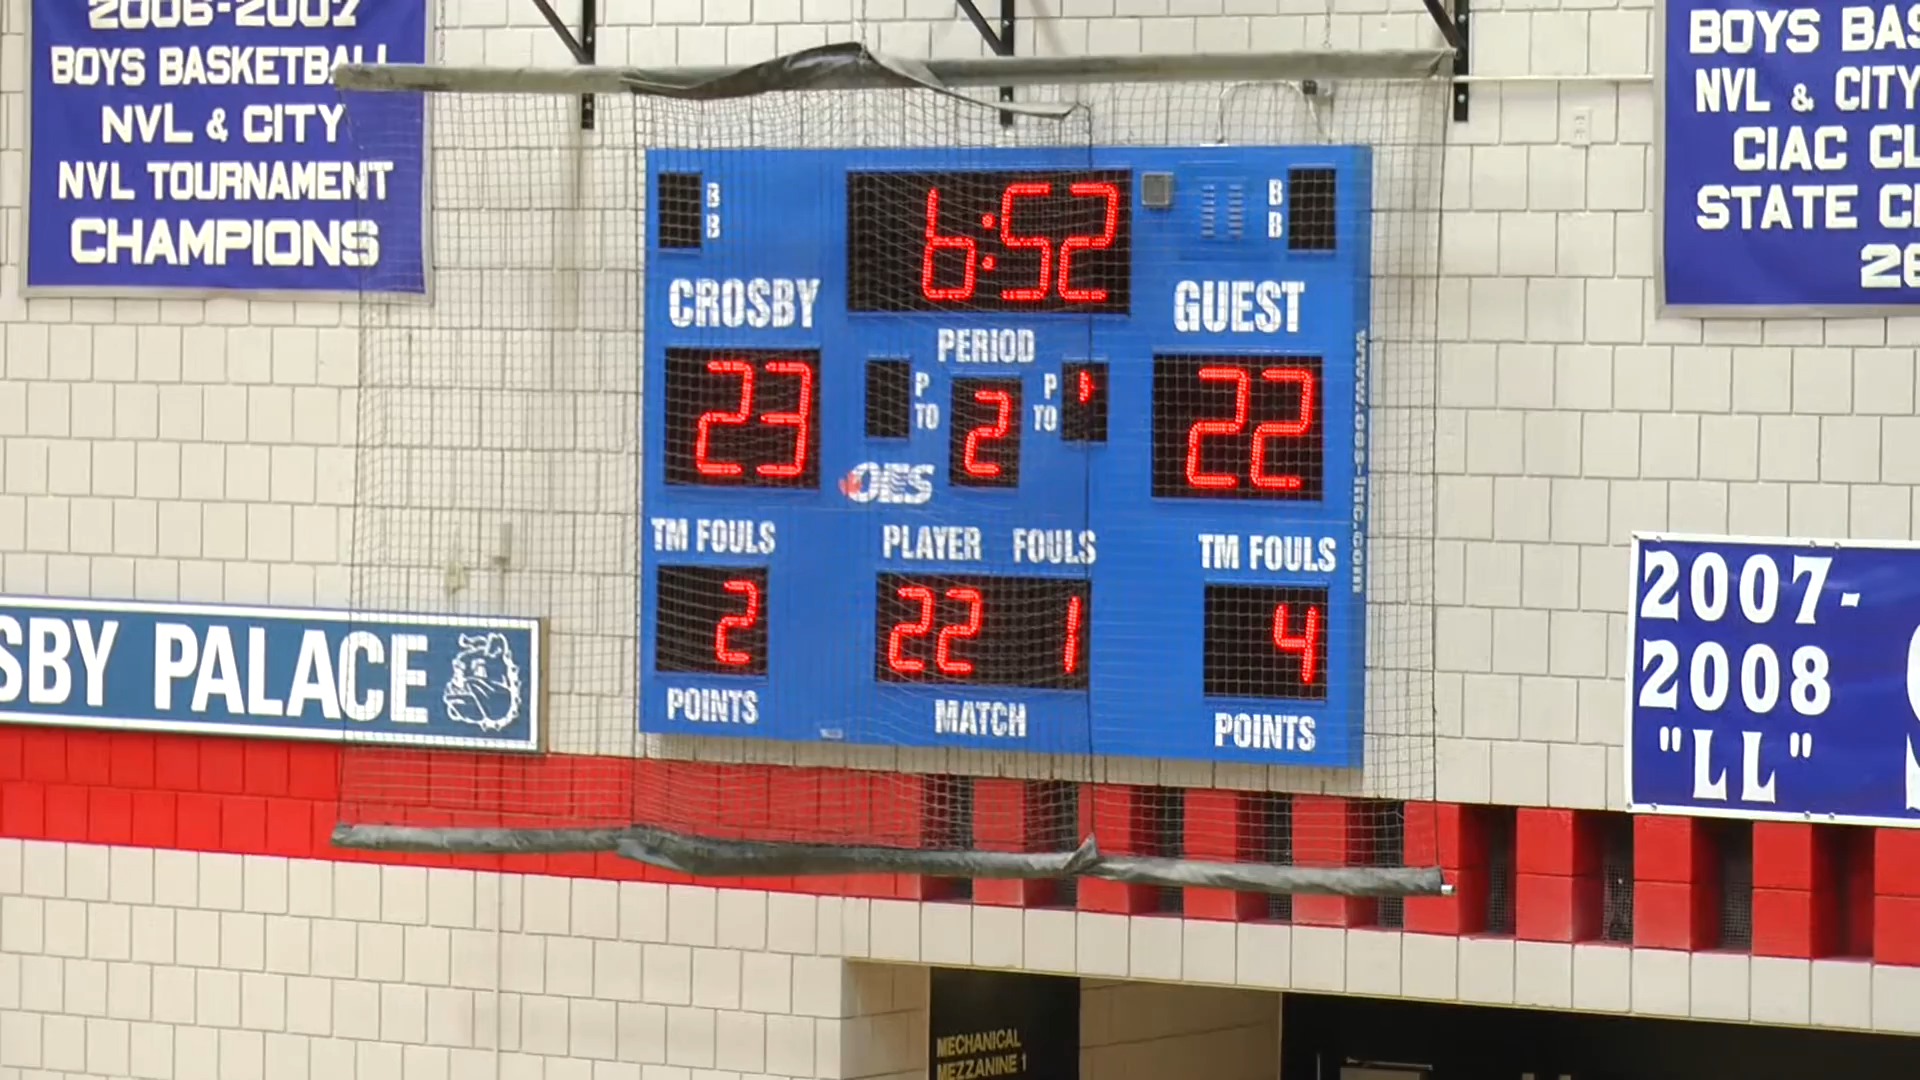 2006-2007
BOYS BASKETBALL
NVL & CITY
NVL TOURNAMENT
CHAMPIONS
BOYS BAS
NVL & CITY
CIAC CL
STATE C
26
B
B
6:52
B
B
CROSBY
GUEST
PERIOD
23
P
TO
2
P
TO
22
OES
www.oes-inc.com
TM FOULS
PLAYER FOULS
TM FOULS
2
22 1
4
POINTS
MATCH
POINTS
SBY PALACE
2007-
2008
"LL"
MECHANICAL
MEZZANINE 1